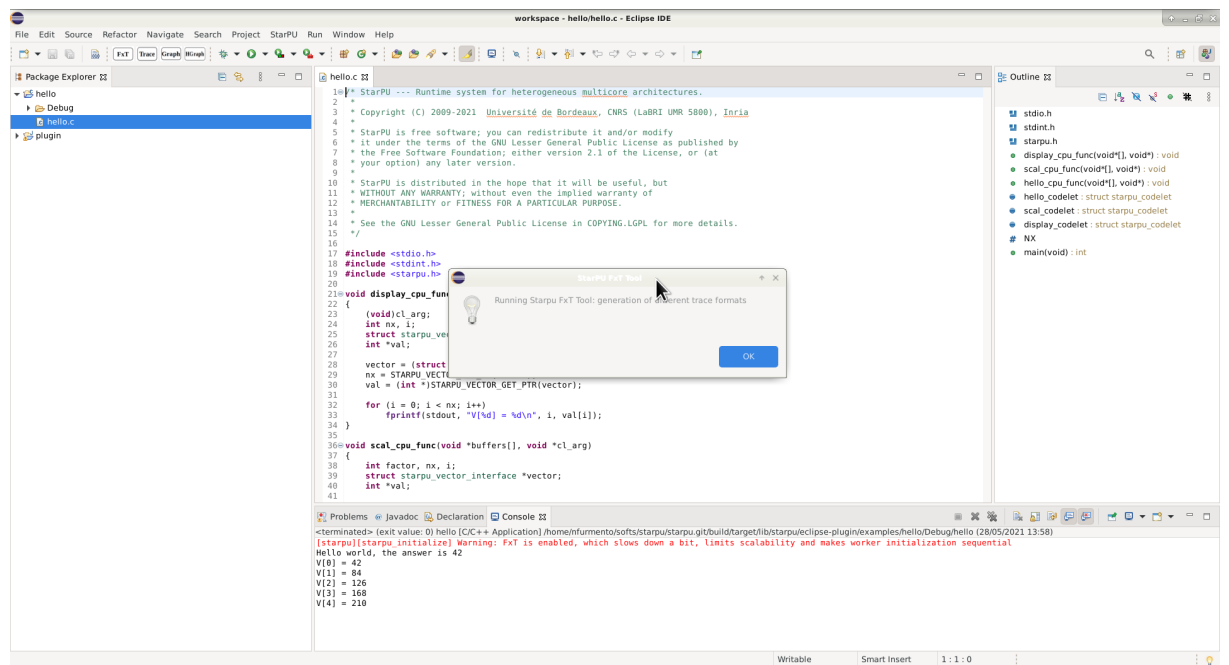 workspace - hello/hello.c - Eclipse IDE
File Edit Source Refactor Navigate Search Project StarPU Run Window Help
FxT Trace Graph HGraph
Package Explorer
hello
Debug
hello.c
plugin
hello.c
1 /* StarPU --- Runtime system for heterogeneous multicore architectures.
2 *
3 * Copyright (C) 2009-2021 Université de Bordeaux, CNRS (LaBRI UMR 5800), Inria
4 *
5 * StarPU is free software; you can redistribute it and/or modify
6 * it under the terms of the GNU Lesser General Public License as published by
7 * the Free Software Foundation; either version 2.1 of the License, or (at
8 * your option) any later version.
9 *
10 * StarPU is distributed in the hope that it will be useful, but
11 * WITHOUT ANY WARRANTY; without even the implied warranty of
12 * MERCHANTABILITY or FITNESS FOR A PARTICULAR PURPOSE.
13 *
14 * See the GNU Lesser General Public License in COPYING.LGPL for more details.
15 */
16
17 #include <stdio.h>
18 #include <stdint.h>
19 #include <starpu.h>
20
21 void display_cpu_func
22 {
23 (void)cl_arg;
24 int nx, i;
25 struct starpu_vec
26 int *val;
27
28 vector = (struct
29 nx = STARPU_VECTO
30 val = (int *)STARPU_VECTOR_GET_PTR(vector);
31
32 for (i = 0; i < nx; i++)
33 fprintf(stdout, "V[%d] = %d\n", i, val[i]);
34 }
35
36 void scal_cpu_func(void *buffers[], void *cl_arg)
37 {
38 int factor, nx, i;
39 struct starpu_vector_interface *vector;
40 int *val;
41
StarPU FxT Tool
Running Starpu FxT Tool: generation of different trace formats
OK
Outline
stdio.h
stdint.h
starpu.h
display_cpu_func(void*[], void*) : void
scal_cpu_func(void*[], void*) : void
hello_cpu_func(void*[], void*) : void
hello_codelet : struct starpu_codelet
scal_codelet : struct starpu_codelet
display_codelet : struct starpu_codelet
NX
main(void) : int
Problems Javadoc Declaration Console
<terminated> (exit value: 0) hello [C/C++ Application] /home/nfurmento/softs/starpu/starpu.git/build/target/lib/starpu/eclipse-plugin/examples/hello/Debug/hello (28/05/2021 13:58)
[starpu][starpu_initialize] Warning: FxT is enabled, which slows down a bit, limits scalability and makes worker initialization sequential
Hello world, the answer is 42
V[0] = 42
V[1] = 84
V[2] = 126
V[3] = 168
V[4] = 210
Writable Smart Insert 1 : 1 : 0